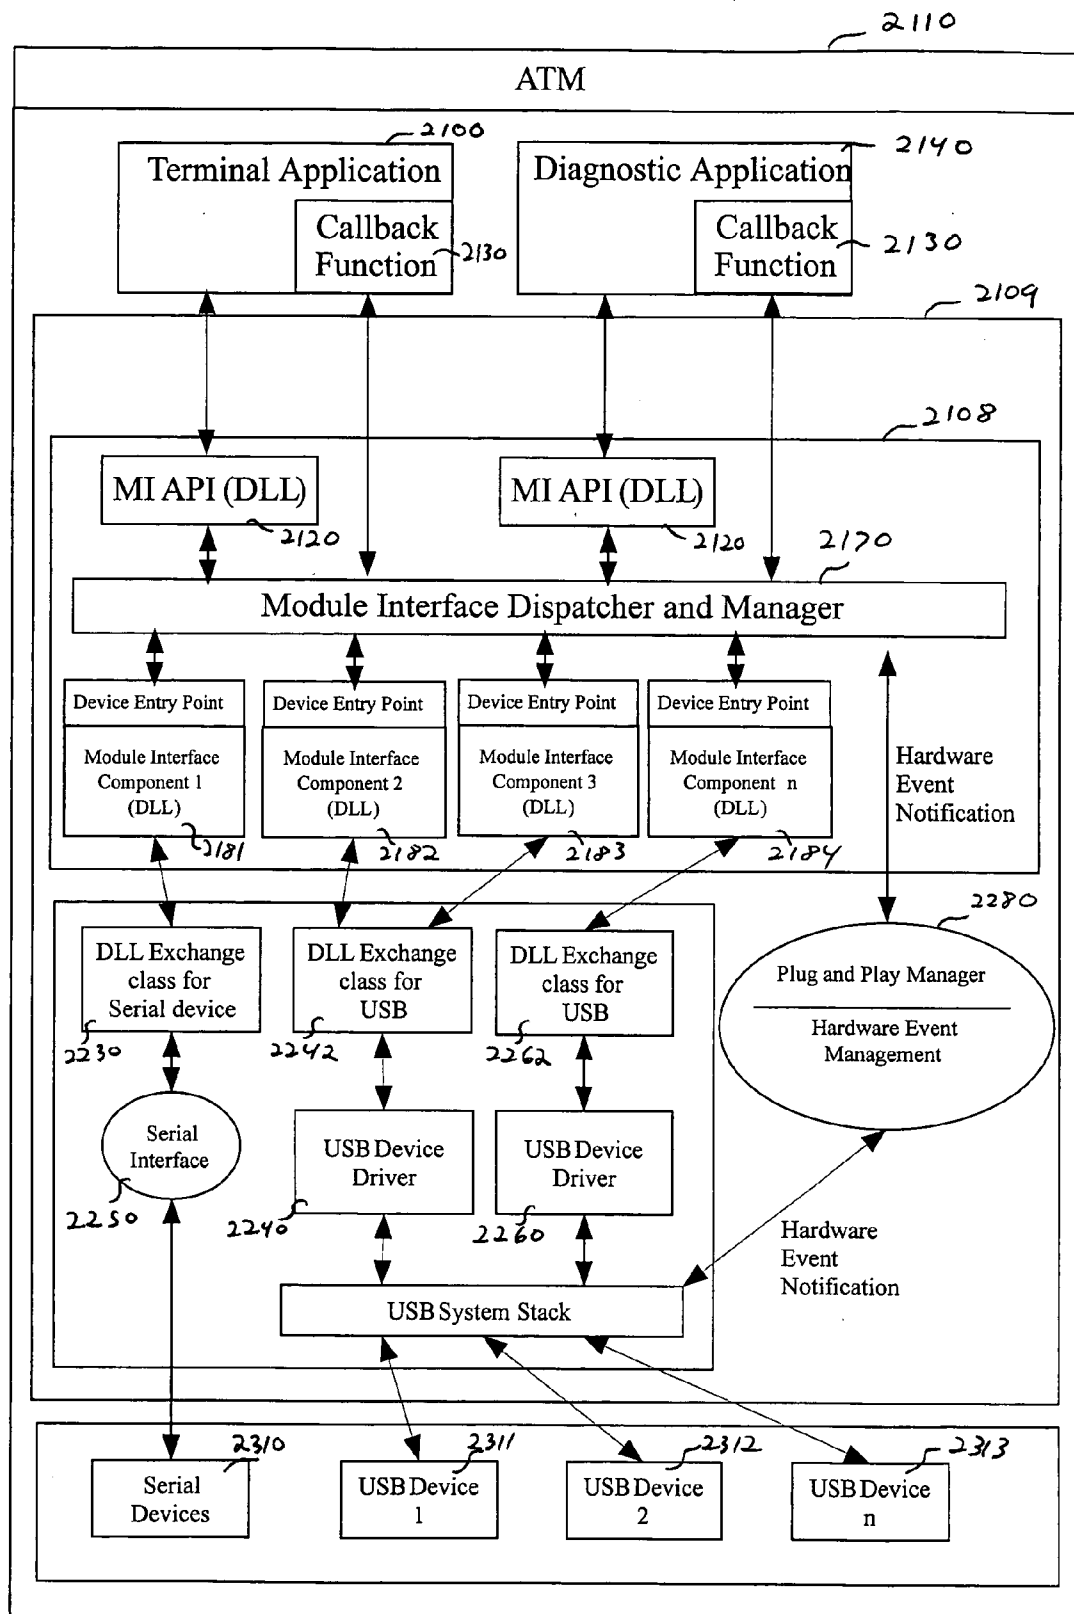 2110
ATM
2100
2140
Terminal Application
Diagnostic Application
Callback
Function
2130
Callback
Function
2130
2109
2108
MI API (DLL)
2120
MI API (DLL)
2120
2170
Module Interface Dispatcher and Manager
Device Entry Point
Device Entry Point
Device Entry Point
Device Entry Point
Module Interface
Component 1
(DLL)
2181
Module Interface
Component 2
(DLL)
2182
Module Interface
Component 3
(DLL)
2183
Module Interface
Component n
(DLL)
2184
Hardware
Event
Notification
2280
DLL Exchange
class for
Serial device
2230
DLL Exchange
class for
USB
2242
DLL Exchange
class for
USB
2262
Plug and Play Manager
Hardware Event
Management
Serial
Interface
2250
USB Device
Driver
2240
USB Device
Driver
2260
Hardware
Event
Notification
USB System Stack
2310
Serial
Devices
2311
USB Device
1
2312
USB Device
2
2313
USB Device
n